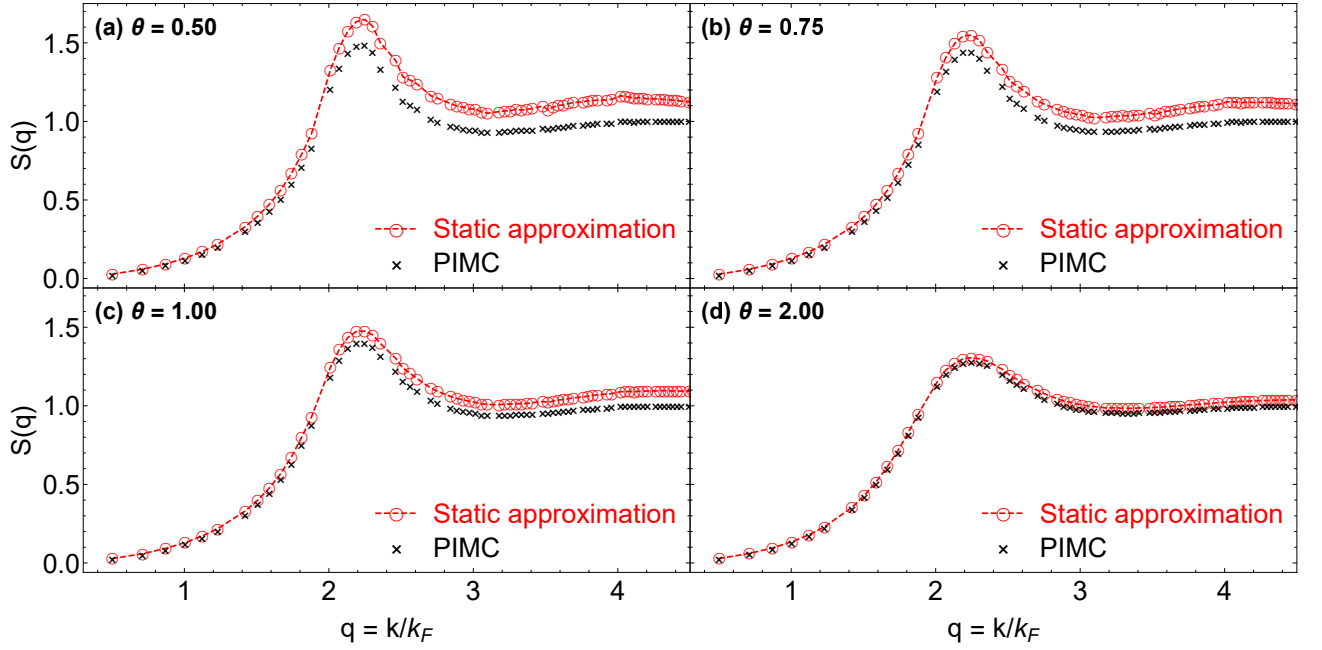 (a) θ = 0.50
(b) θ = 0.75
1.5
1.0
0.5
0.0
S(q)
Static approximation
PIMC
Static approximation
PIMC
(c) θ = 1.00
(d) θ = 2.00
1.5
1.0
0.5
0.0
S(q)
Static approximation
PIMC
Static approximation
PIMC
1 2 3 4
1 2 3 4
q = k/k_F
q = k/k_F